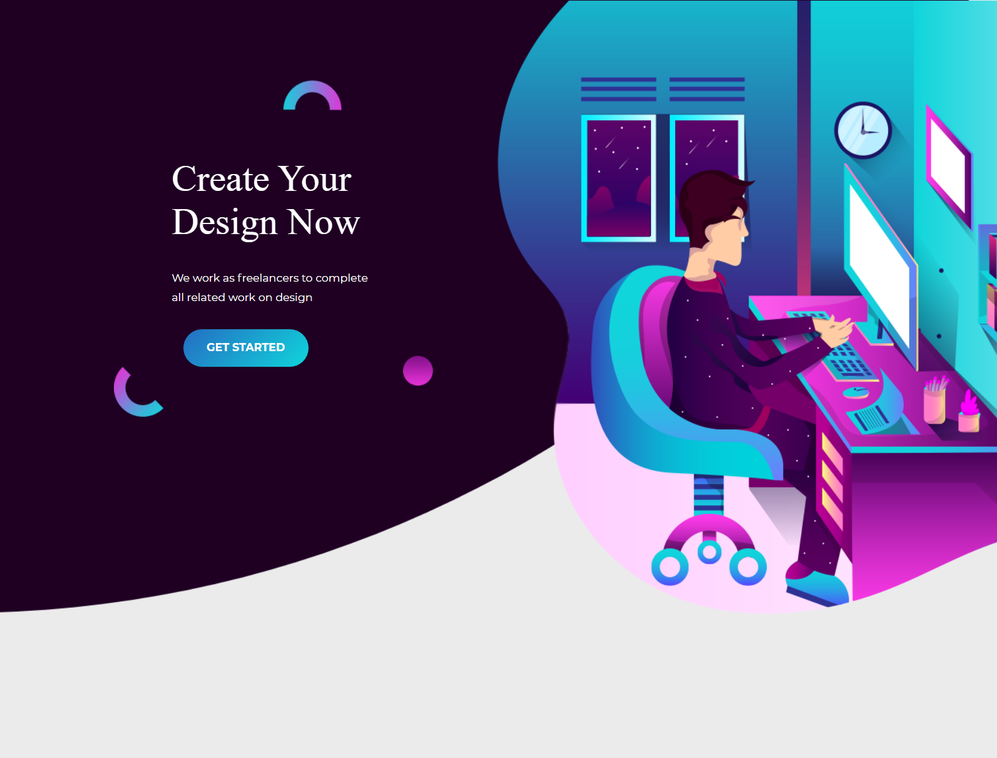 Create Your
Design Now
We work as freelancers to complete
all related work on design
GET STARTED